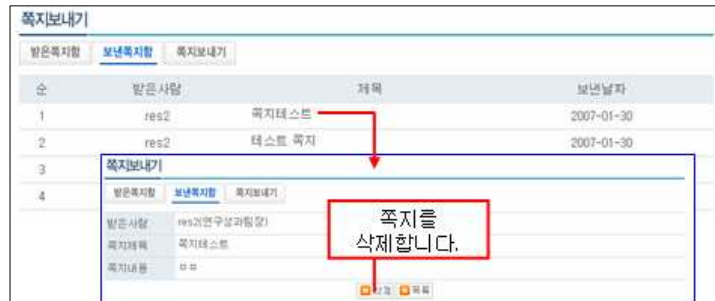 쪽지보내기
받은쪽지함 보낸쪽지함 쪽지보내기
순 받은사람 제목 보낸날짜
1 res2 쪽지테스트 2007-01-30
2 res2 테스트 쪽지 2007-01-30
3
4
쪽지보내기
받은쪽지함 보낸쪽지함 쪽지보내기
받은사람 res2(연구성과팀장)
쪽지제목 쪽지테스트
쪽지내용 ㅁㅁ
쪽지를
삭제합니다.
목록